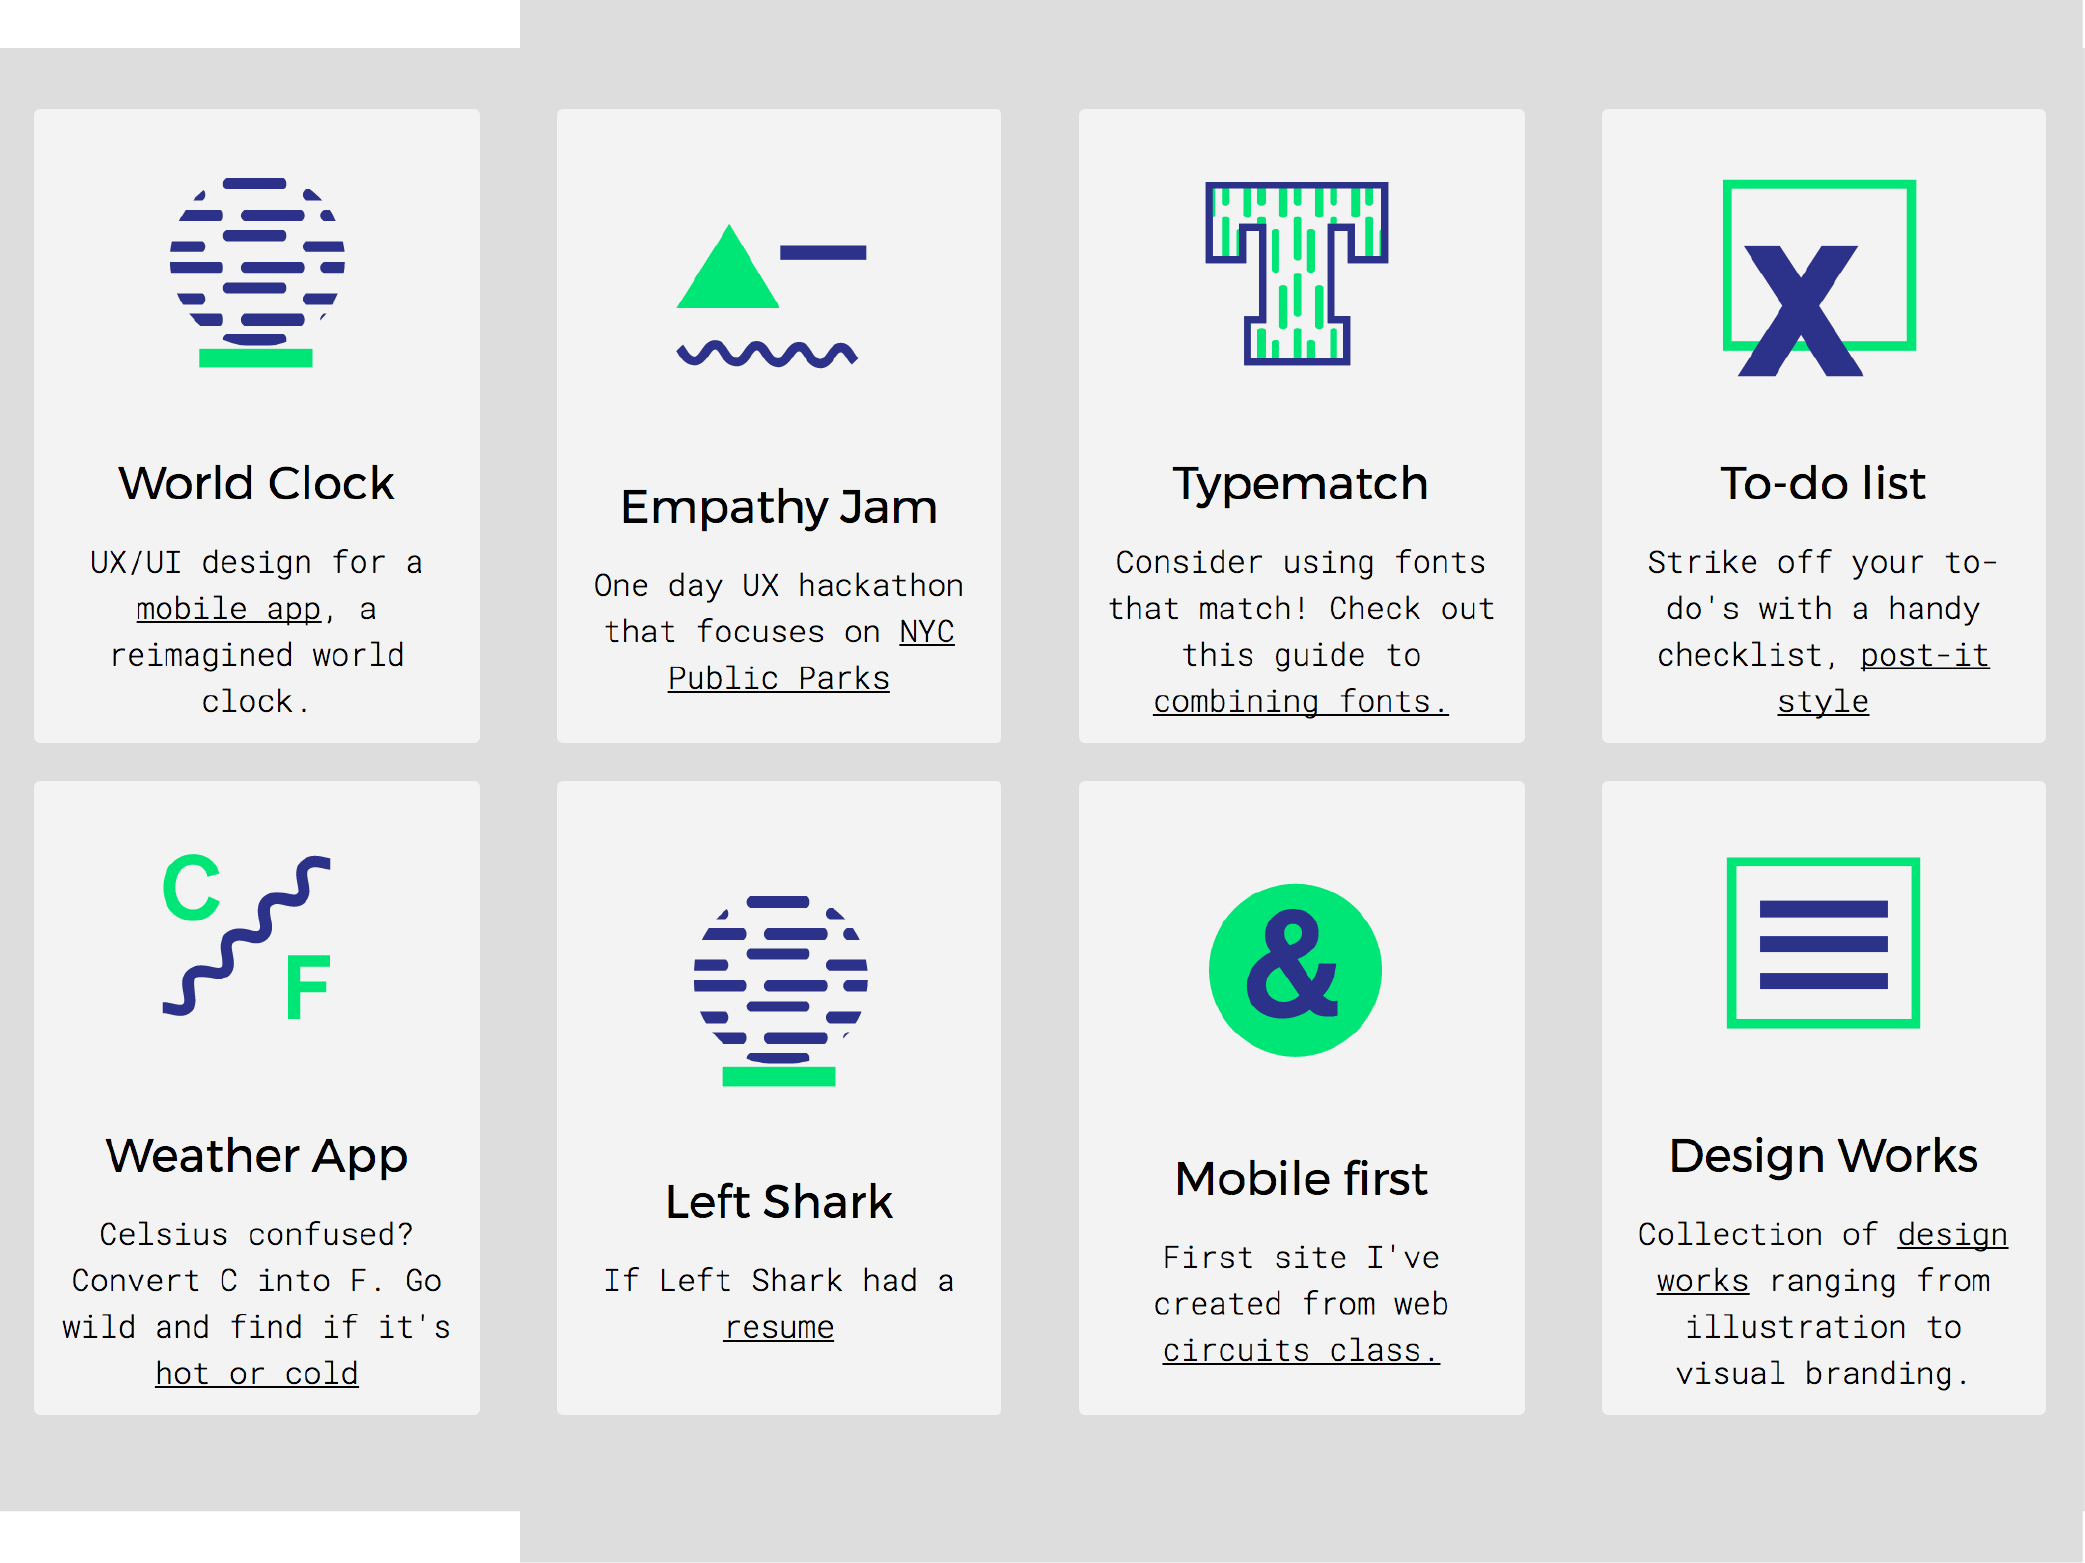 World Clock
UX/UI design for a
mobile app, a
reimagined world
clock.
Empathy Jam
One day UX hackathon
that focuses on NYC
Public Parks
T
Typematch
Consider using fonts
that match! Check out
this guide to
combining fonts.
X
To-do list
Strike off your to-
do's with a handy
checklist, post-it
style
C
F
Weather App
Celsius confused?
Convert C into F. Go
wild and find if it's
hot or cold
Left Shark
If Left Shark had a
resume
&
Mobile first
First site I've
created from web
circuits class.
Design Works
Collection of design
works ranging from
illustration to
visual branding.